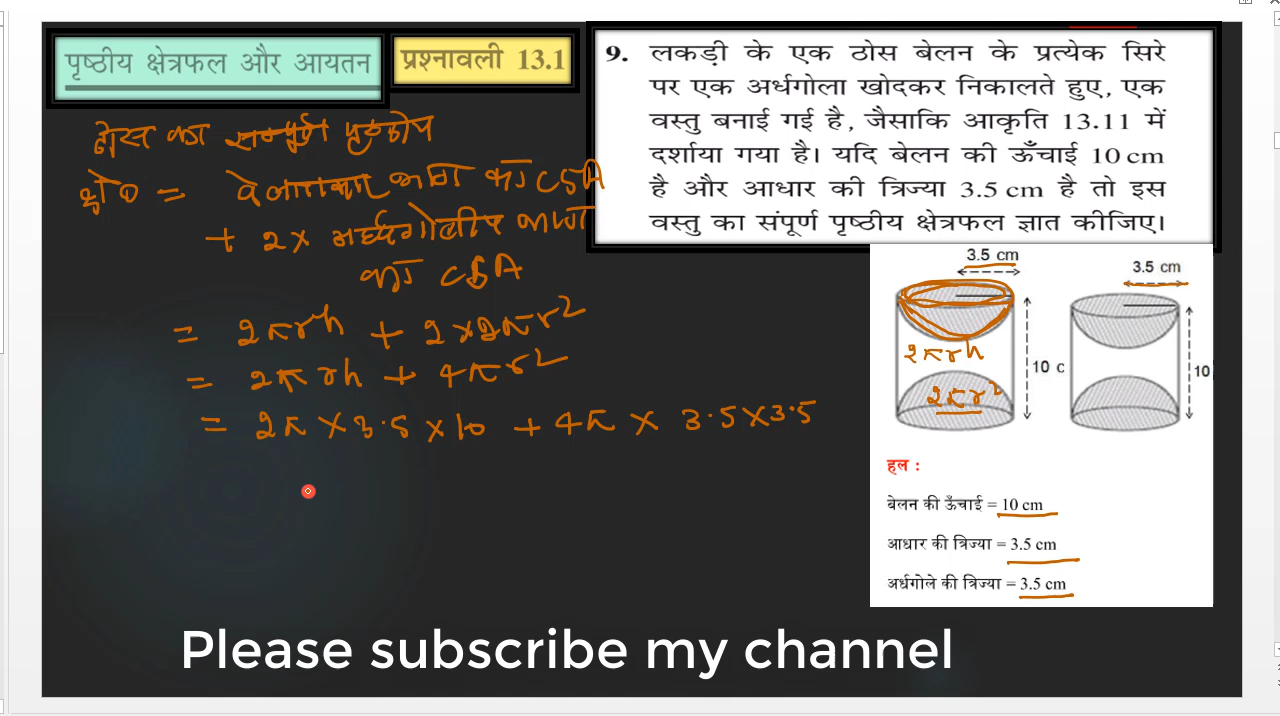 पृष्ठीय क्षेत्रफल और आयतन
प्रश्नावली 13.1
9. लकड़ी के एक ठोस बेलन के प्रत्येक सिरे
पर एक अर्धगोला खोदकर निकालते हुए, एक
वस्तु बनाई गई है, जैसाकि आकृति 13.11 में
दर्शाया गया है। यदि बेलन की ऊँचाई 10 cm
है और आधार की त्रिज्या 3.5 cm है तो इस
वस्तु का संपूर्ण पृष्ठीय क्षेत्रफल ज्ञात कीजिए।
ठोस का सम्पूर्ण पृष्ठीय
क्षे० = बेलनाकार भाग का CSA
+ 2× अर्धगोलीय भाग
का CSA
= 2πrh + 2×2πr²
= 2πrh + 4πr²
= 2π × 3.5 × 10 + 4π × 3.5×3.5
3.5 cm
3.5 cm
2πrh
10 c
10
2πr²
हल :
बेलन की ऊँचाई = 10 cm
आधार की त्रिज्या = 3.5 cm
अर्धगोले की त्रिज्या = 3.5 cm
Please subscribe my channel